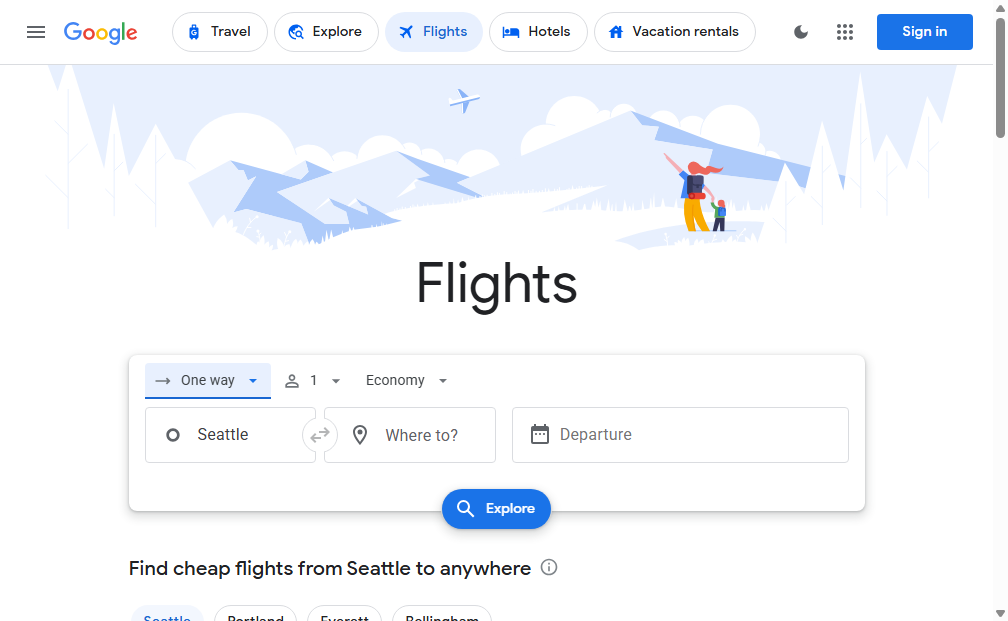 Google
Travel
Explore
Flights
Hotels
Vacation rentals
Sign in
Flights
One way
1
Economy
Seattle
Where to?
Departure
Explore
Find cheap flights from Seattle to anywhere
Seattle
Portland
Everett
Bellingham